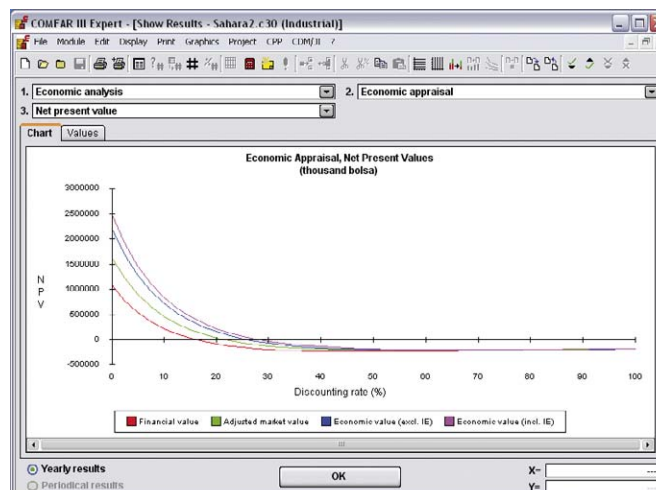 COMFAR III Expert - [Show Results - Sahara2.c30 (Industrial)]
File Module Edit Display Print Graphics Project CPP CDM/JI ?
1. Economic analysis
2. Economic appraisal
3. Net present value
Chart Values
Economic Appraisal, Net Present Values
(thousand bolsa)
3000000
2500000
2000000
1500000
1000000
500000
0
-500000
NPV
0 10 20 30 40 50 60 70 80 90 100
Discounting rate (%)
Financial value Adjusted market value Economic value (excl. IE) Economic value (incl. IE)
Yearly results
Periodical results
OK
X= ---
Y= ---